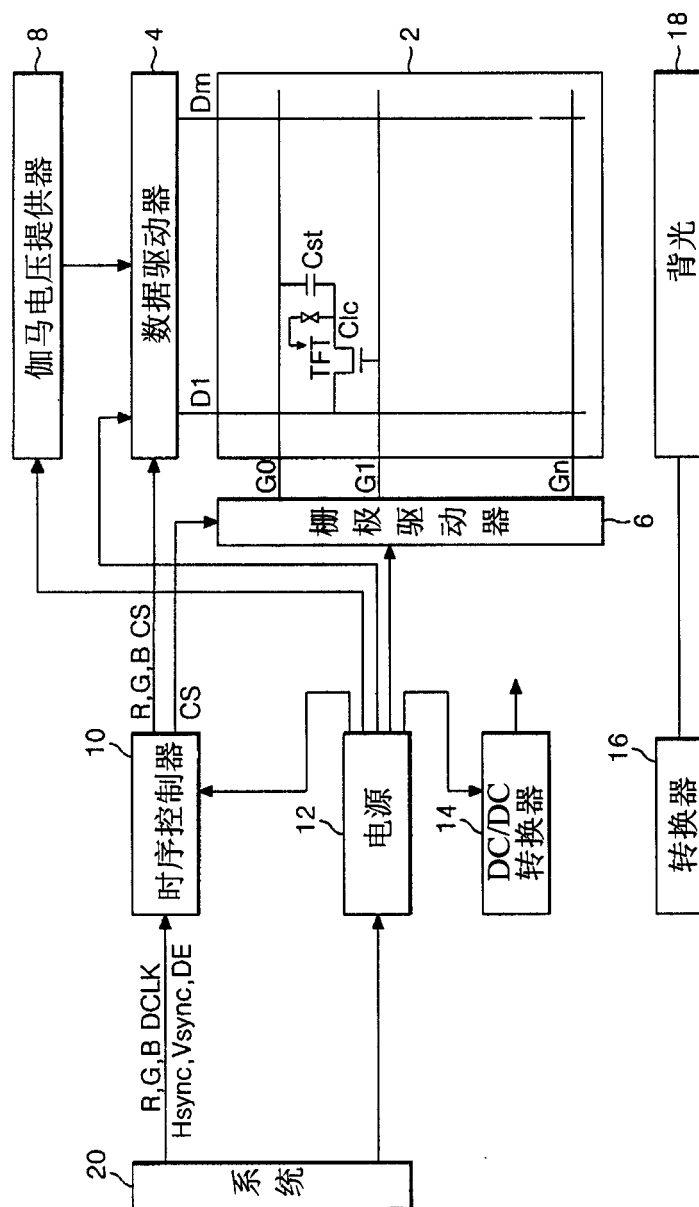 伽马电压提供器
8
数据驱动器
4
D1
Dm
2
G0
G1
Gn
Cst
Clc
TFT
栅极驱动器
6
R,G,B CS
CS
10
时序控制器
12
电源
14
DC/DC
转换器
16
转换器
背光
18
R,G,B DCLK
Hsync,Vsync,DE
20
系统